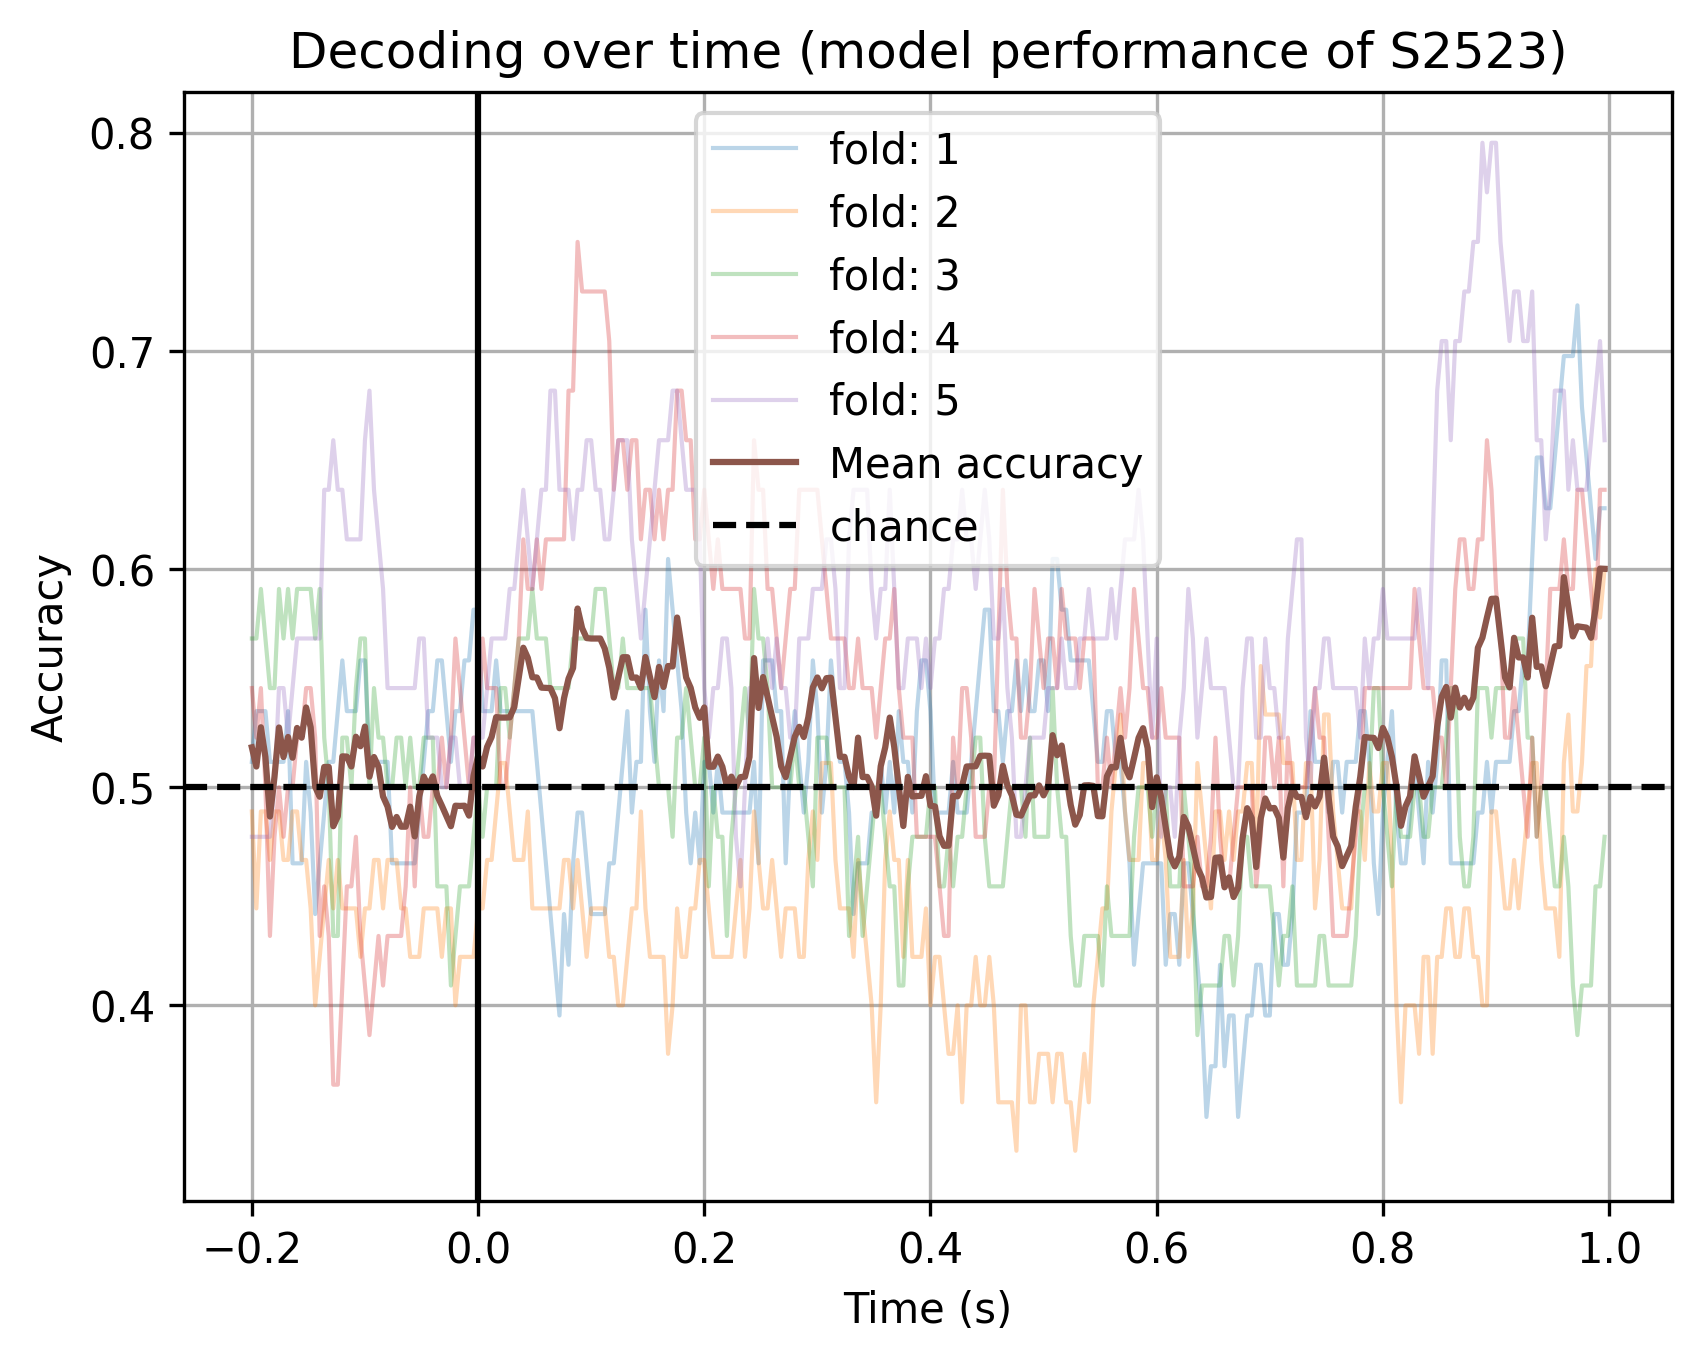 Decoding over time (model performance of S2523)
0.8
0.7
0.6
0.5
0.4
Accuracy
fold: 1
fold: 2
fold: 3
fold: 4
fold: 5
Mean accuracy
chance
−0.2 0.0 0.2 0.4 0.6 0.8 1.0
Time (s)